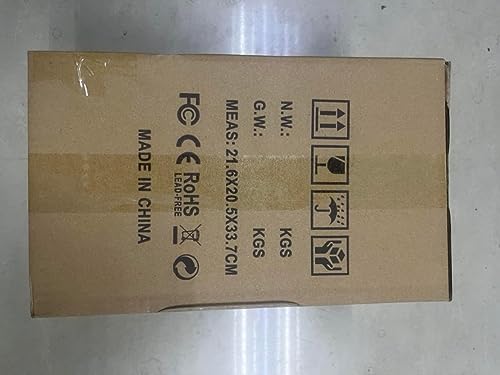 N.W.: KGS
G.W.: KGS
MEAS: 21.6X20.5X33.7CM
FC CE RoHS
LEAD-FREE
MADE IN CHINA